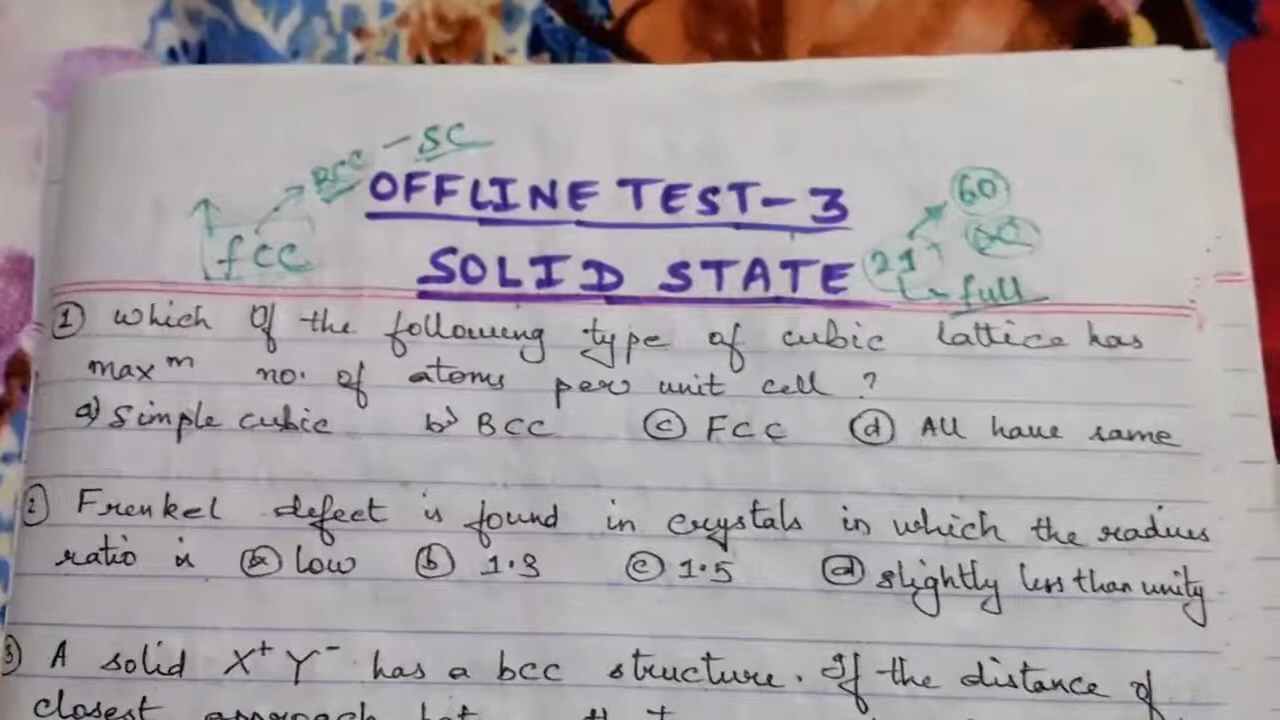 BCC - SC
OFFLINE TEST-3
60
fcc
SOLID STATE
21
full
① which of the following type of cubic lattice has
maxᵐ no. of atoms per unit cell ?
a) Simple cubic b) BCC ⓒ FCC ⓓ All have same
② Frenkel defect is found in crystals in which the radius
ratio is ⓐ low ⓑ 1.3 ⓒ 1.5 ⓓ slightly less than unity
③ A solid X⁺ Y⁻ has a bcc structure. If the distance of
closest approach